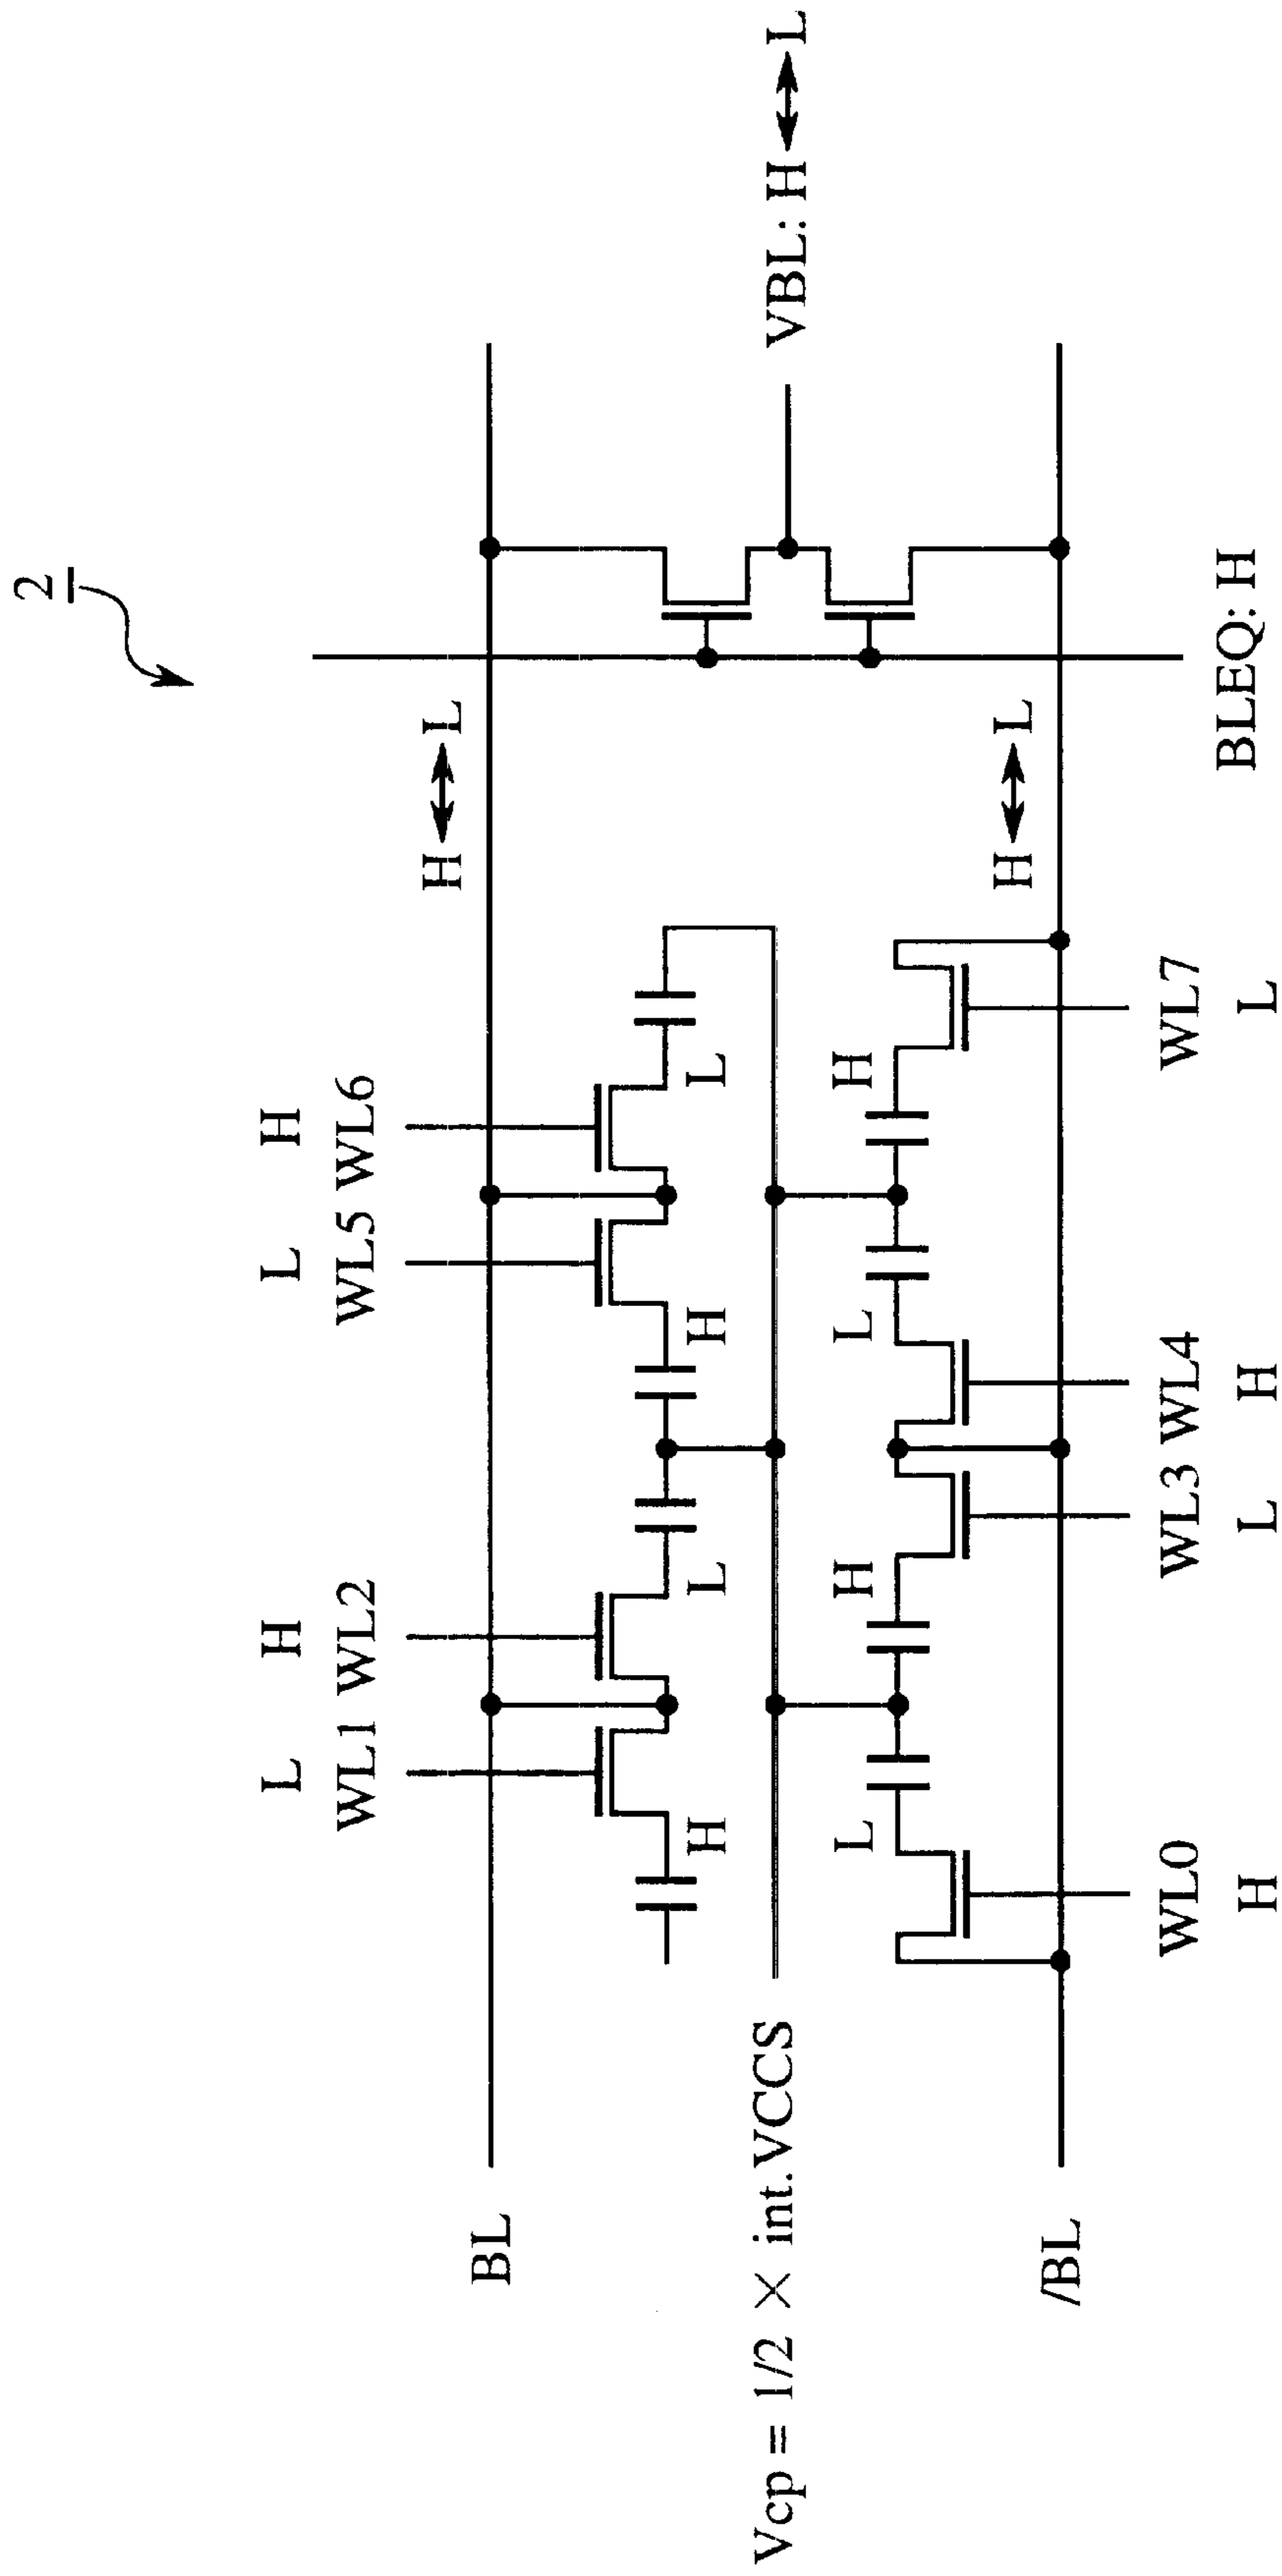 2
L H L H
WL1 WL2 WL5 WL6
H↔L
BL
H L H L
Vcp = 1/2 × int.VCCS
VBL: H↔L
L H L H
H↔L
/BL
WL0 WL3 WL4 WL7
H L H L
BLEQ: H